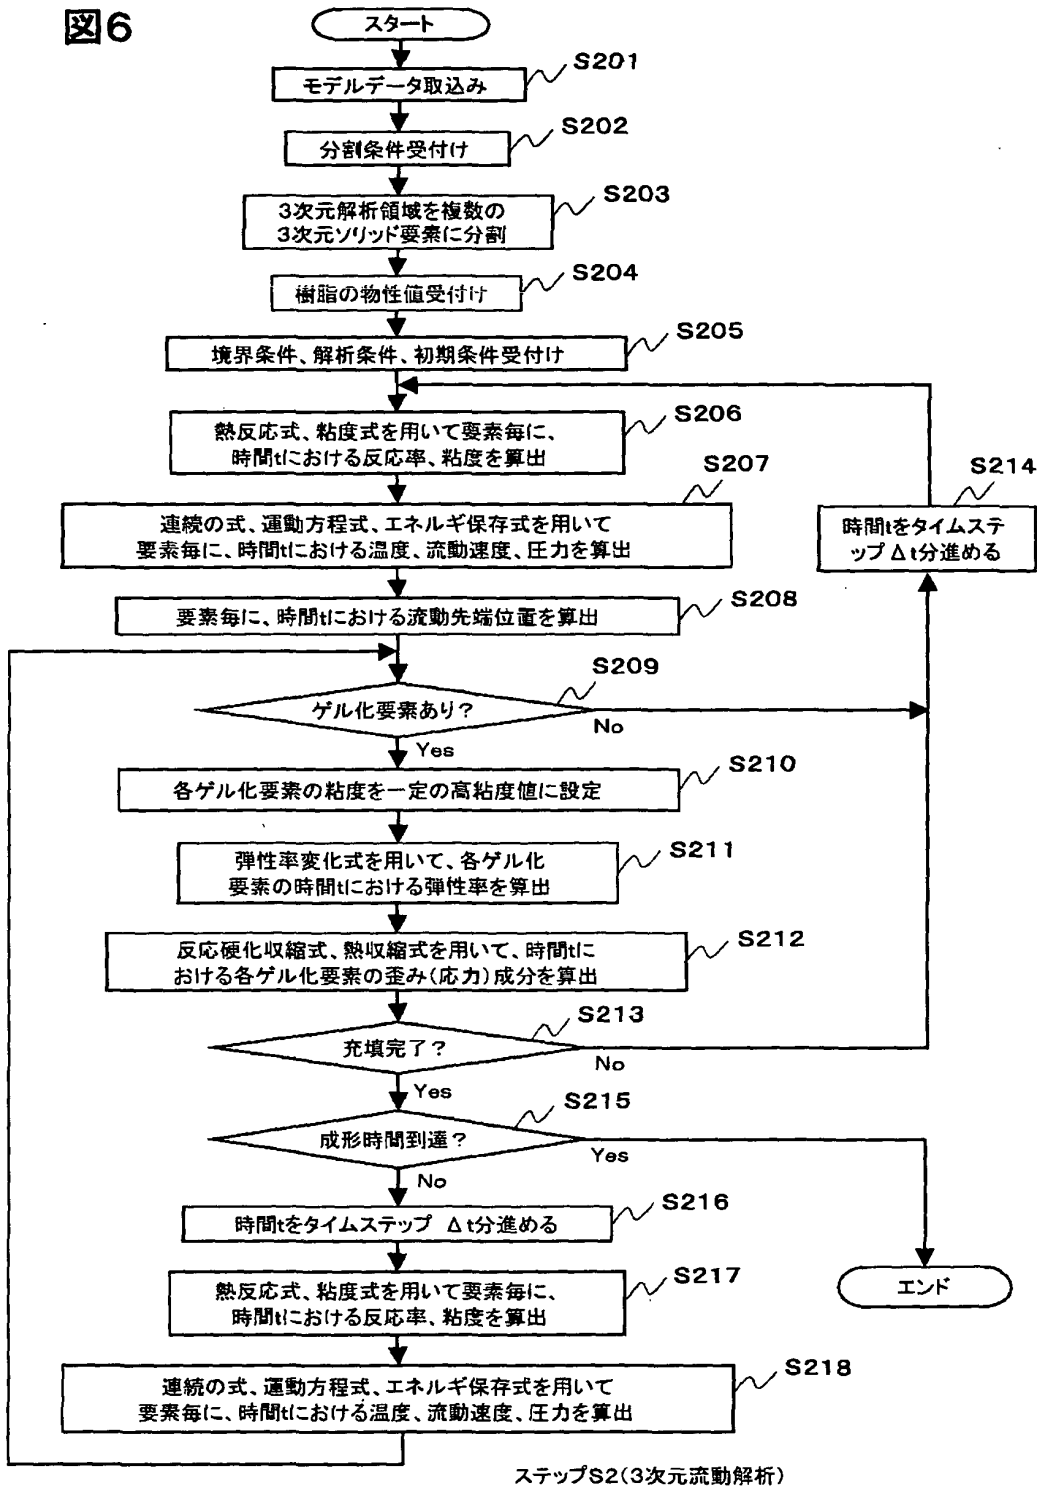 図6
スタート
S201
モデルデータ取込み
S202
分割条件受付け
S203
3次元解析領域を複数の
3次元ソリッド要素に分割
S204
樹脂の物性値受付け
S205
境界条件、解析条件、初期条件受付け
S206
熱反応式、粘度式を用いて要素毎に、
時間tにおける反応率、粘度を算出
S207
連続の式、運動方程式、エネルギ保存式を用いて
要素毎に、時間tにおける温度、流動速度、圧力を算出
S214
時間tをタイムステ
ップ Δt分進める
S208
要素毎に、時間tにおける流動先端位置を算出
S209
ゲル化要素あり?
No
Yes
S210
各ゲル化要素の粘度を一定の高粘度値に設定
S211
弾性率変化式を用いて、各ゲル化
要素の時間tにおける弾性率を算出
S212
反応硬化収縮式、熱収縮式を用いて、時間tに
おける各ゲル化要素の歪み(応力)成分を算出
S213
充填完了?
No
Yes
S215
成形時間到達?
Yes
No
S216
時間tをタイムステップ Δt分進める
S217
熱反応式、粘度式を用いて要素毎に、
時間tにおける反応率、粘度を算出
エンド
S218
連続の式、運動方程式、エネルギ保存式を用いて
要素毎に、時間tにおける温度、流動速度、圧力を算出
ステップS2(3次元流動解析)